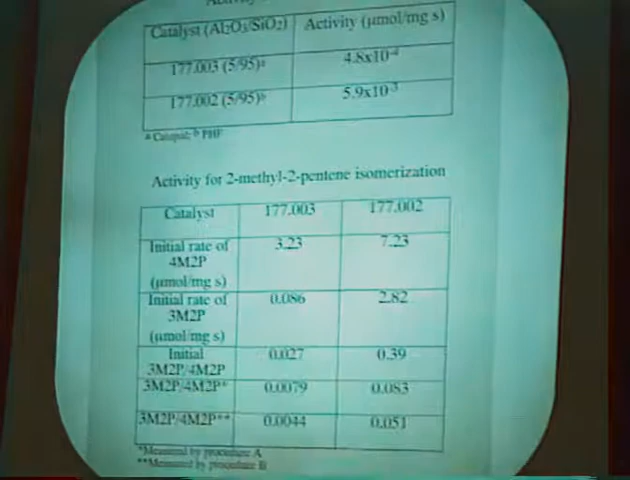 Catalyst (Al₂O₃/SiO₂) Activity (μmol/mg s)
177.003 (5/95)ᵃ 4.8x10⁻⁴
177.002 (5/95)ᵇ 5.9x10⁻³
ᵃ Catapal; ᵇ PHF
Activity for 2-methyl-2-pentene isomerization
Catalyst 177.003 177.002
Initial rate of 3.23 7.23
4M2P
(μmol/mg s)
Initial rate of 0.086 2.82
3M2P
(μmol/mg s)
Initial 0.027 0.39
3M2P/4M2P
3M2P/4M2P* 0.0079 0.083
3M2P/4M2P** 0.0044 0.051
*Measured by procedure A
**Measured by procedure B